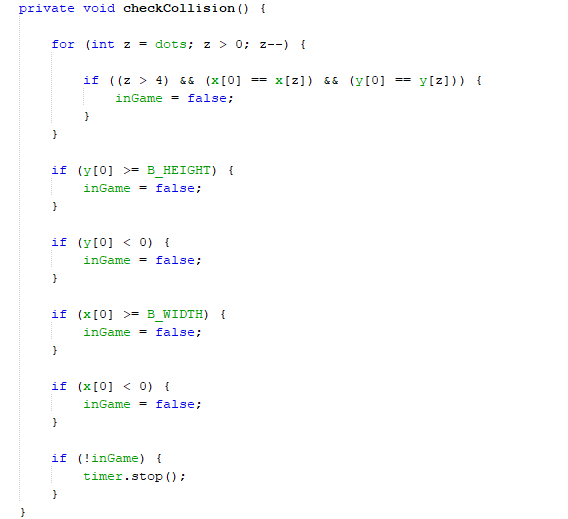 private void checkCollision() {
for (int z = dots; z > 0; z--) {
if ((z > 4) && (x[0] == x[z]) && (y[0] == y[z])) {
inGame = false;
}
}
if (y[0] >= B_HEIGHT) {
inGame = false;
}
if (y[0] < 0) {
inGame = false;
}
if (x[0] >= B_WIDTH) {
inGame = false;
}
if (x[0] < 0) {
inGame = false;
}
if (!inGame) {
timer.stop();
}
}